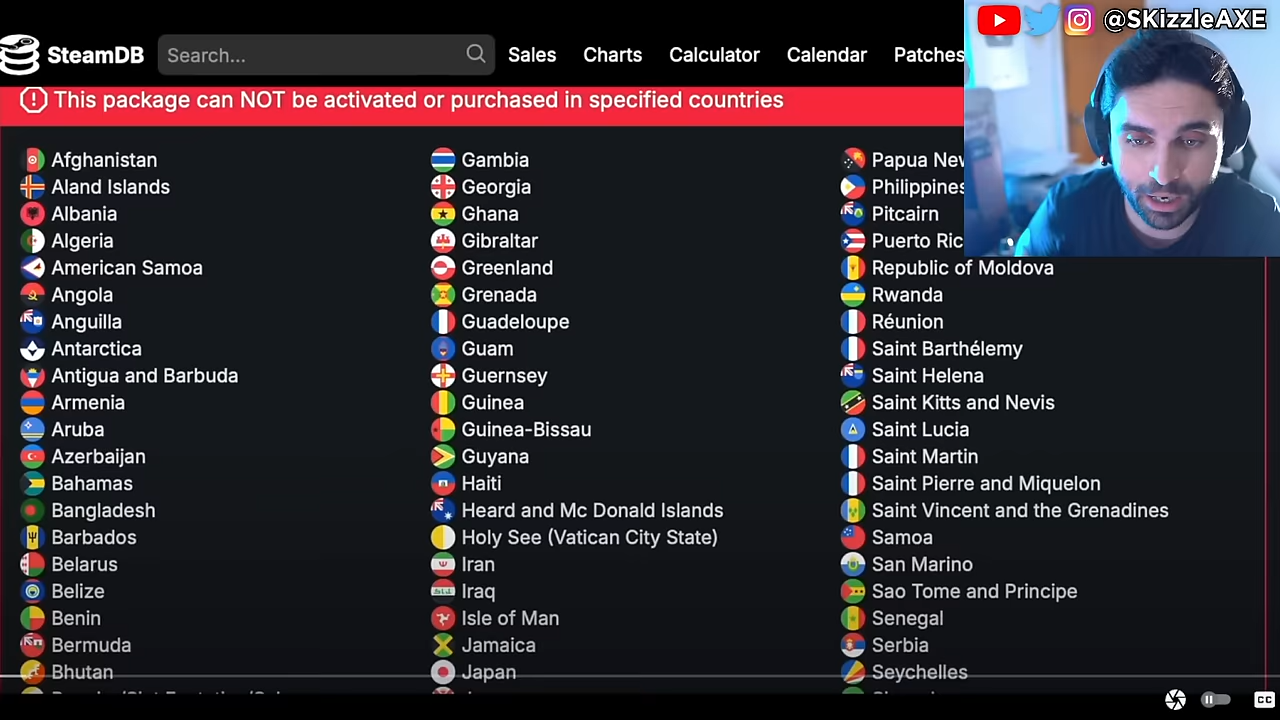 @SKizzleAXE
SteamDB
Search...
Sales
Charts
Calculator
Calendar
Patches
This package can NOT be activated or purchased in specified countries
Afghanistan
Aland Islands
Albania
Algeria
American Samoa
Angola
Anguilla
Antarctica
Antigua and Barbuda
Armenia
Aruba
Azerbaijan
Bahamas
Bangladesh
Barbados
Belarus
Belize
Benin
Bermuda
Bhutan
Gambia
Georgia
Ghana
Gibraltar
Greenland
Grenada
Guadeloupe
Guam
Guernsey
Guinea
Guinea-Bissau
Guyana
Haiti
Heard and Mc Donald Islands
Holy See (Vatican City State)
Iran
Iraq
Isle of Man
Jamaica
Japan
Papua New
Philippines
Pitcairn
Puerto Ric
Republic of Moldova
Rwanda
Réunion
Saint Barthélemy
Saint Helena
Saint Kitts and Nevis
Saint Lucia
Saint Martin
Saint Pierre and Miquelon
Saint Vincent and the Grenadines
Samoa
San Marino
Sao Tome and Principe
Senegal
Serbia
Seychelles
CC